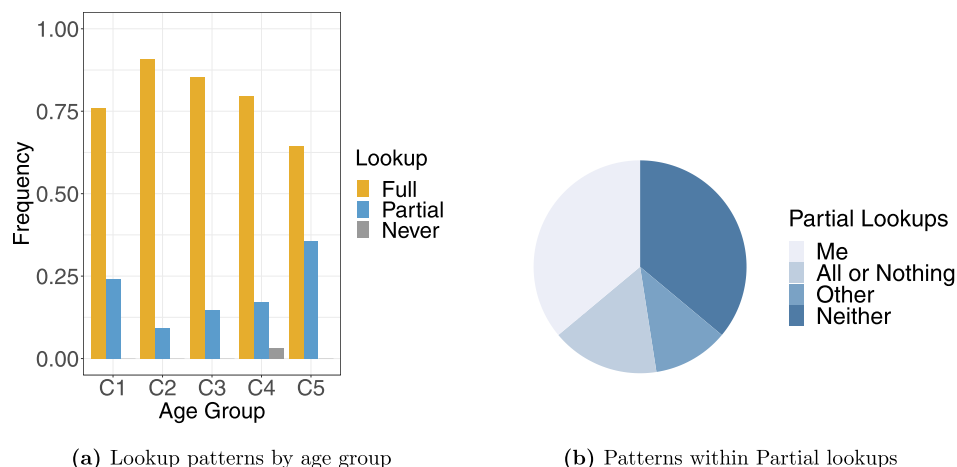 1.00
0.75
0.50
0.25
0.00
Frequency
C1 C2 C3 C4 C5
Age Group
Lookup
Full
Partial
Never
(a) Lookup patterns by age group
Partial Lookups
Me
All or Nothing
Other
Neither
(b) Patterns within Partial lookups